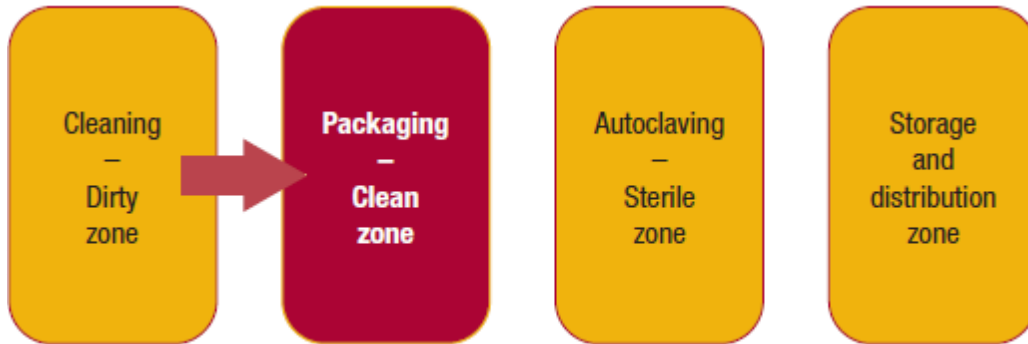 Cleaning
–
Dirty
zone
Packaging
–
Clean
zone
Autoclaving
–
Sterile
zone
Storage
and
distribution
zone